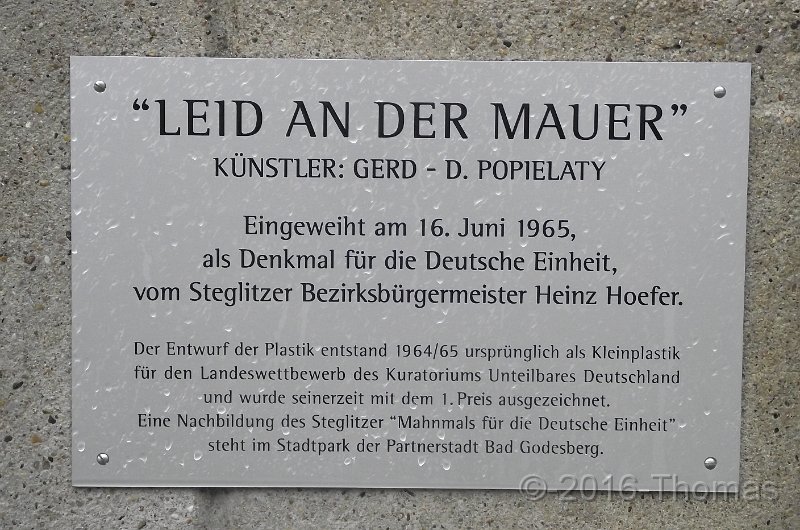 “LEID AN DER MAUER”
KÜNSTLER: GERD - D. POPIELATY
Eingeweiht am 16. Juni 1965,
als Denkmal für die Deutsche Einheit,
vom Steglitzer Bezirksbürgermeister Heinz Hoefer.
Der Entwurf der Plastik entstand 1964/65 ursprünglich als Kleinplastik
für den Landeswettbewerb des Kuratoriums Unteilbares Deutschland
und wurde seinerzeit mit dem 1. Preis ausgezeichnet.
Eine Nachbildung des Steglitzer “Mahnmals für die Deutsche Einheit”
steht im Stadtpark der Partnerstadt Bad Godesberg.
© 2016 Thomas